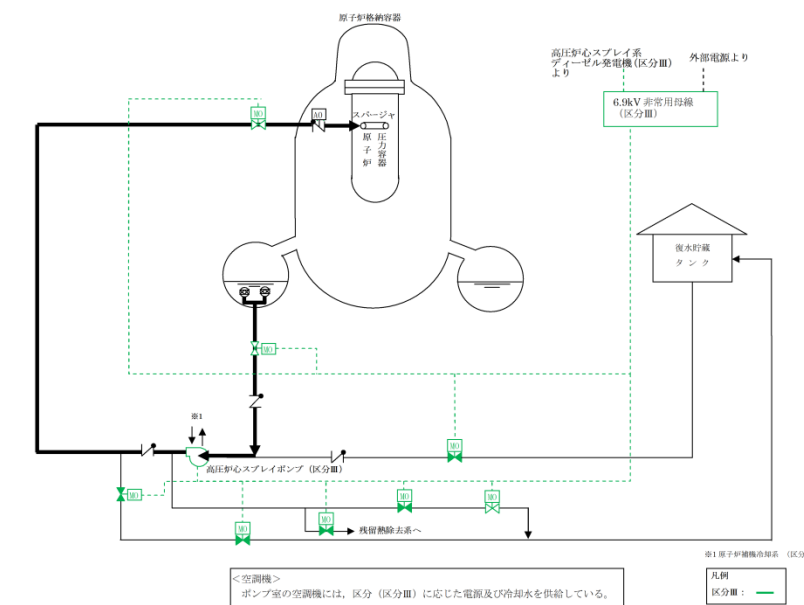 原子炉格納容器
高圧炉心スプレイ系
ディーゼル発電機(区分Ⅲ)
より
外部電源より
6.9kV 非常用母線
(区分Ⅲ)
MO
AO
スパージャ
原子炉
圧力容器
復水貯蔵
タンク
MO
※1
MO
高圧炉心スプレイポンプ(区分Ⅲ)
MO
MO
MO
MO
MO
残留熱除去系へ
※1 原子炉補機冷却系 (区分
<空調機>
ポンプ室の空調機には,区分(区分Ⅲ)に応じた電源及び冷却水を供給している。
凡例
区分Ⅲ: